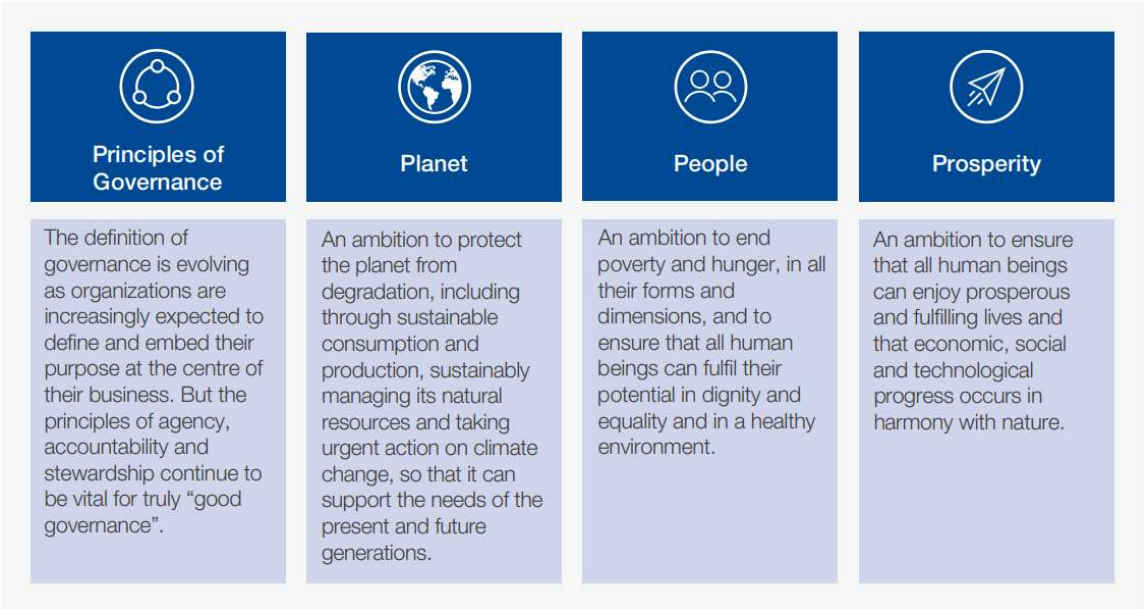 Principles of
Governance
The definition of
governance is evolving
as organizations are
increasingly expected to
define and embed their
purpose at the centre of
their business. But the
principles of agency,
accountability and
stewardship continue to
be vital for truly “good
governance”.
Planet
An ambition to protect
the planet from
degradation, including
through sustainable
consumption and
production, sustainably
managing its natural
resources and taking
urgent action on climate
change, so that it can
support the needs of the
present and future
generations.
People
An ambition to end
poverty and hunger, in all
their forms and
dimensions, and to
ensure that all human
beings can fulfil their
potential in dignity and
equality and in a healthy
environment.
Prosperity
An ambition to ensure
that all human beings
can enjoy prosperous
and fulfilling lives and
that economic, social
and technological
progress occurs in
harmony with nature.